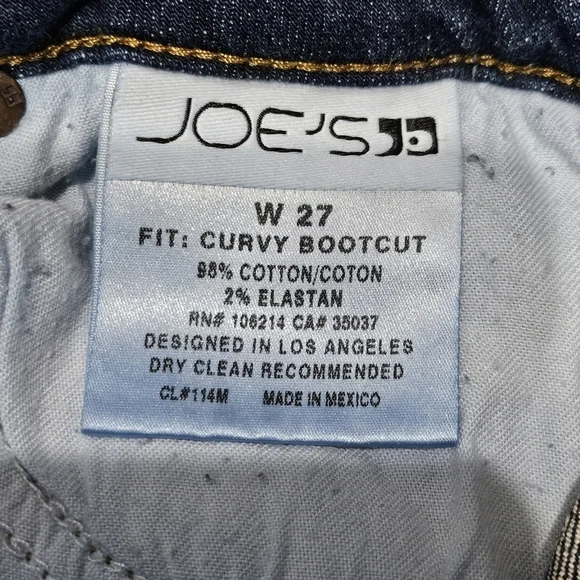 JOE'S
W 27
FIT: CURVY BOOTCUT
98% COTTON/COTON
2% ELASTAN
RN# 106214 CA# 35037
DESIGNED IN LOS ANGELES
DRY CLEAN RECOMMENDED
CL#114M MADE IN MEXICO